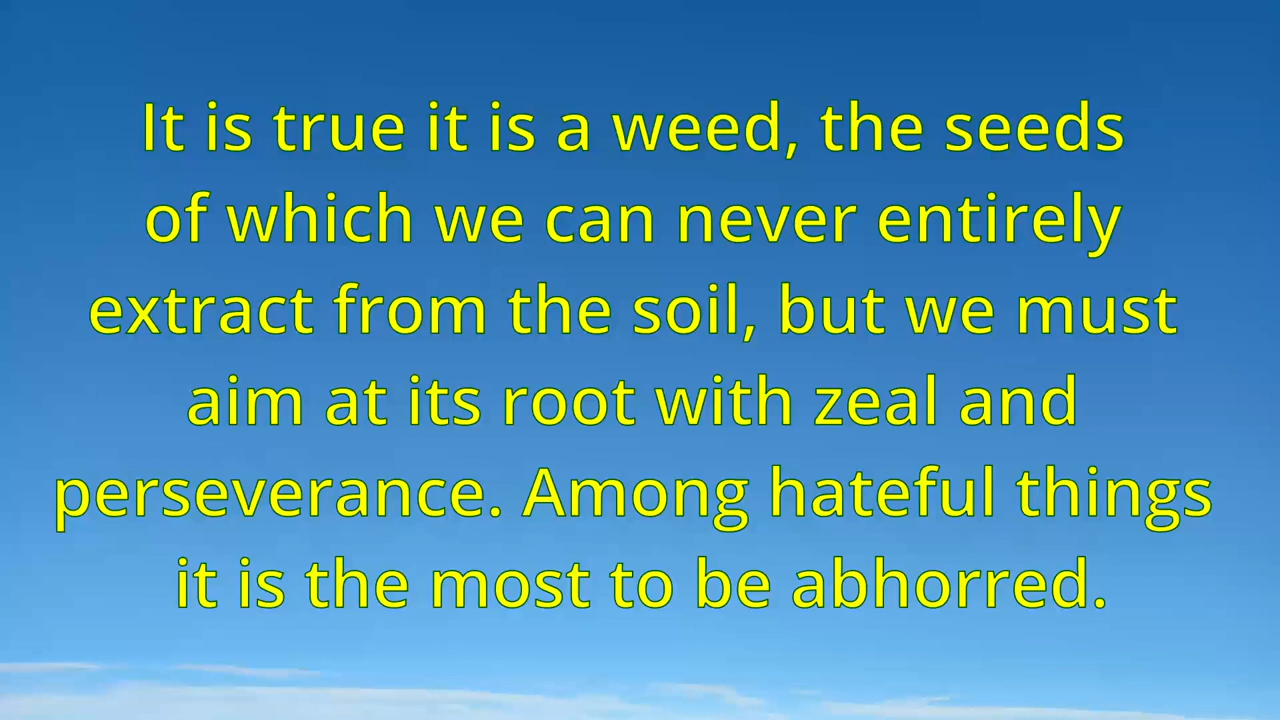 It is true it is a weed, the seeds
of which we can never entirely
extract from the soil, but we must
aim at its root with zeal and
perseverance. Among hateful things
it is the most to be abhorred.